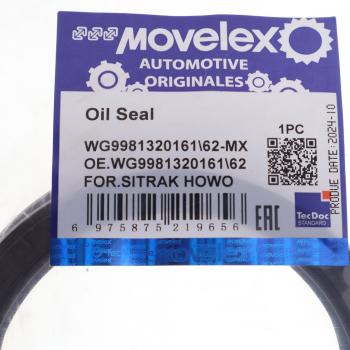 Movelex
AUTOMOTIVE
ORIGINALES
Oil Seal
1PC
WG9981320161\62-MX
OE.WG9981320161\62
FOR.SITRAK HOWO
6 975875 219656
EAC
TecDoc
STANDARD
PRODUE DATE:2024-10